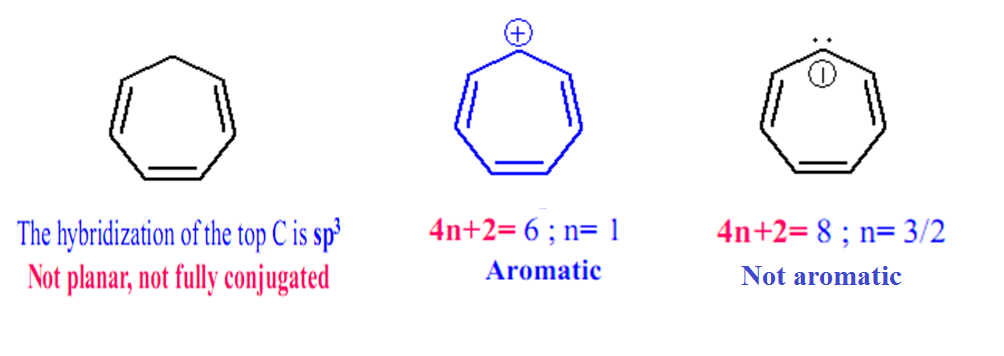 ⊕
The hybridization of the top C is sp³
Not planar, not fully conjugated
4n+2= 6 ; n= 1
Aromatic
4n+2= 8 ; n= 3/2
Not aromatic